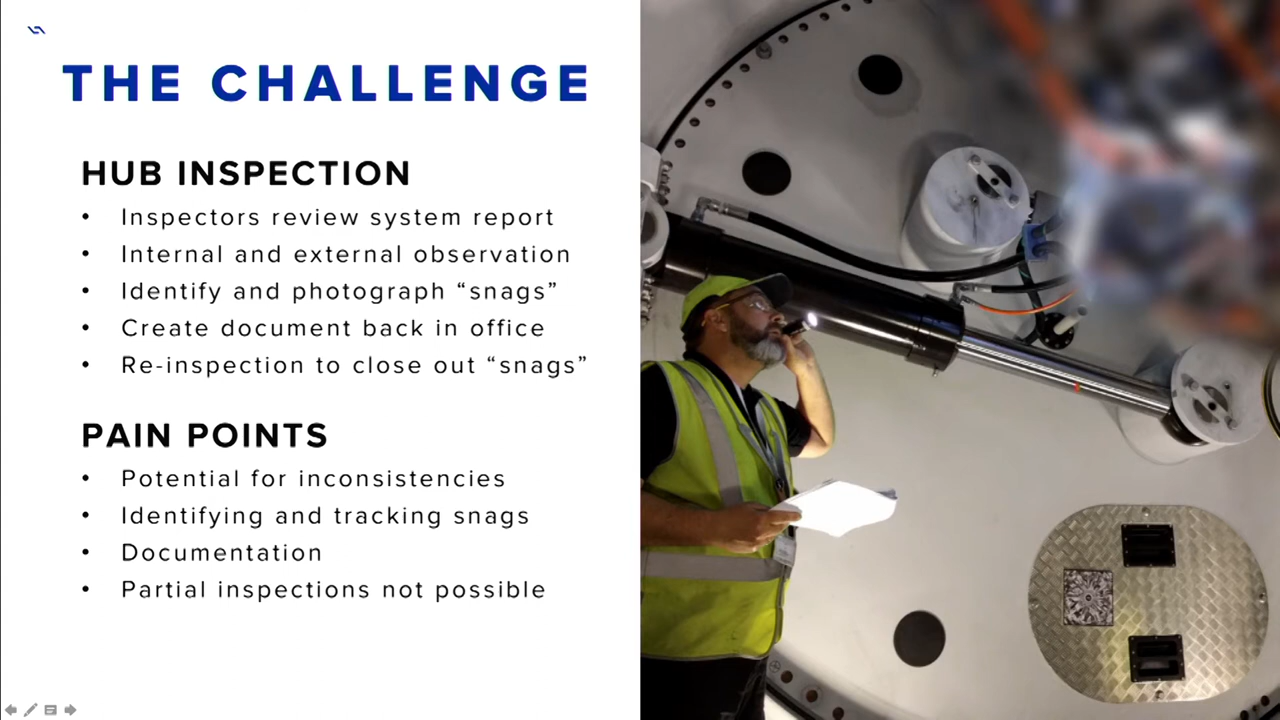 THE CHALLENGE
HUB INSPECTION
• Inspectors review system report
• Internal and external observation
• Identify and photograph “snags”
• Create document back in office
• Re-inspection to close out “snags”
PAIN POINTS
• Potential for inconsistencies
• Identifying and tracking snags
• Documentation
• Partial inspections not possible